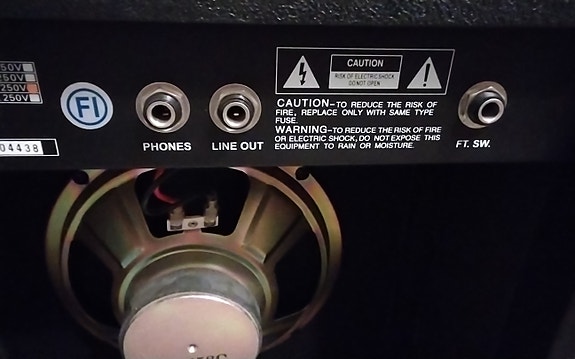 50V
250V
250V
.250V
FI
04438
PHONES
LINE OUT
CAUTION
RISK OF ELECTRIC SHOCK
DO NOT OPEN
CAUTION-TO REDUCE THE RISK OF
FIRE, REPLACE ONLY WITH SAME TYPE
FUSE.
WARNING-TO REDUCE THE RISK OF FIRE
OR ELECTRIC SHOCK, DO NOT EXPOSE THIS
EQUIPMENT TO RAIN OR MOISTURE.
FT. SW.